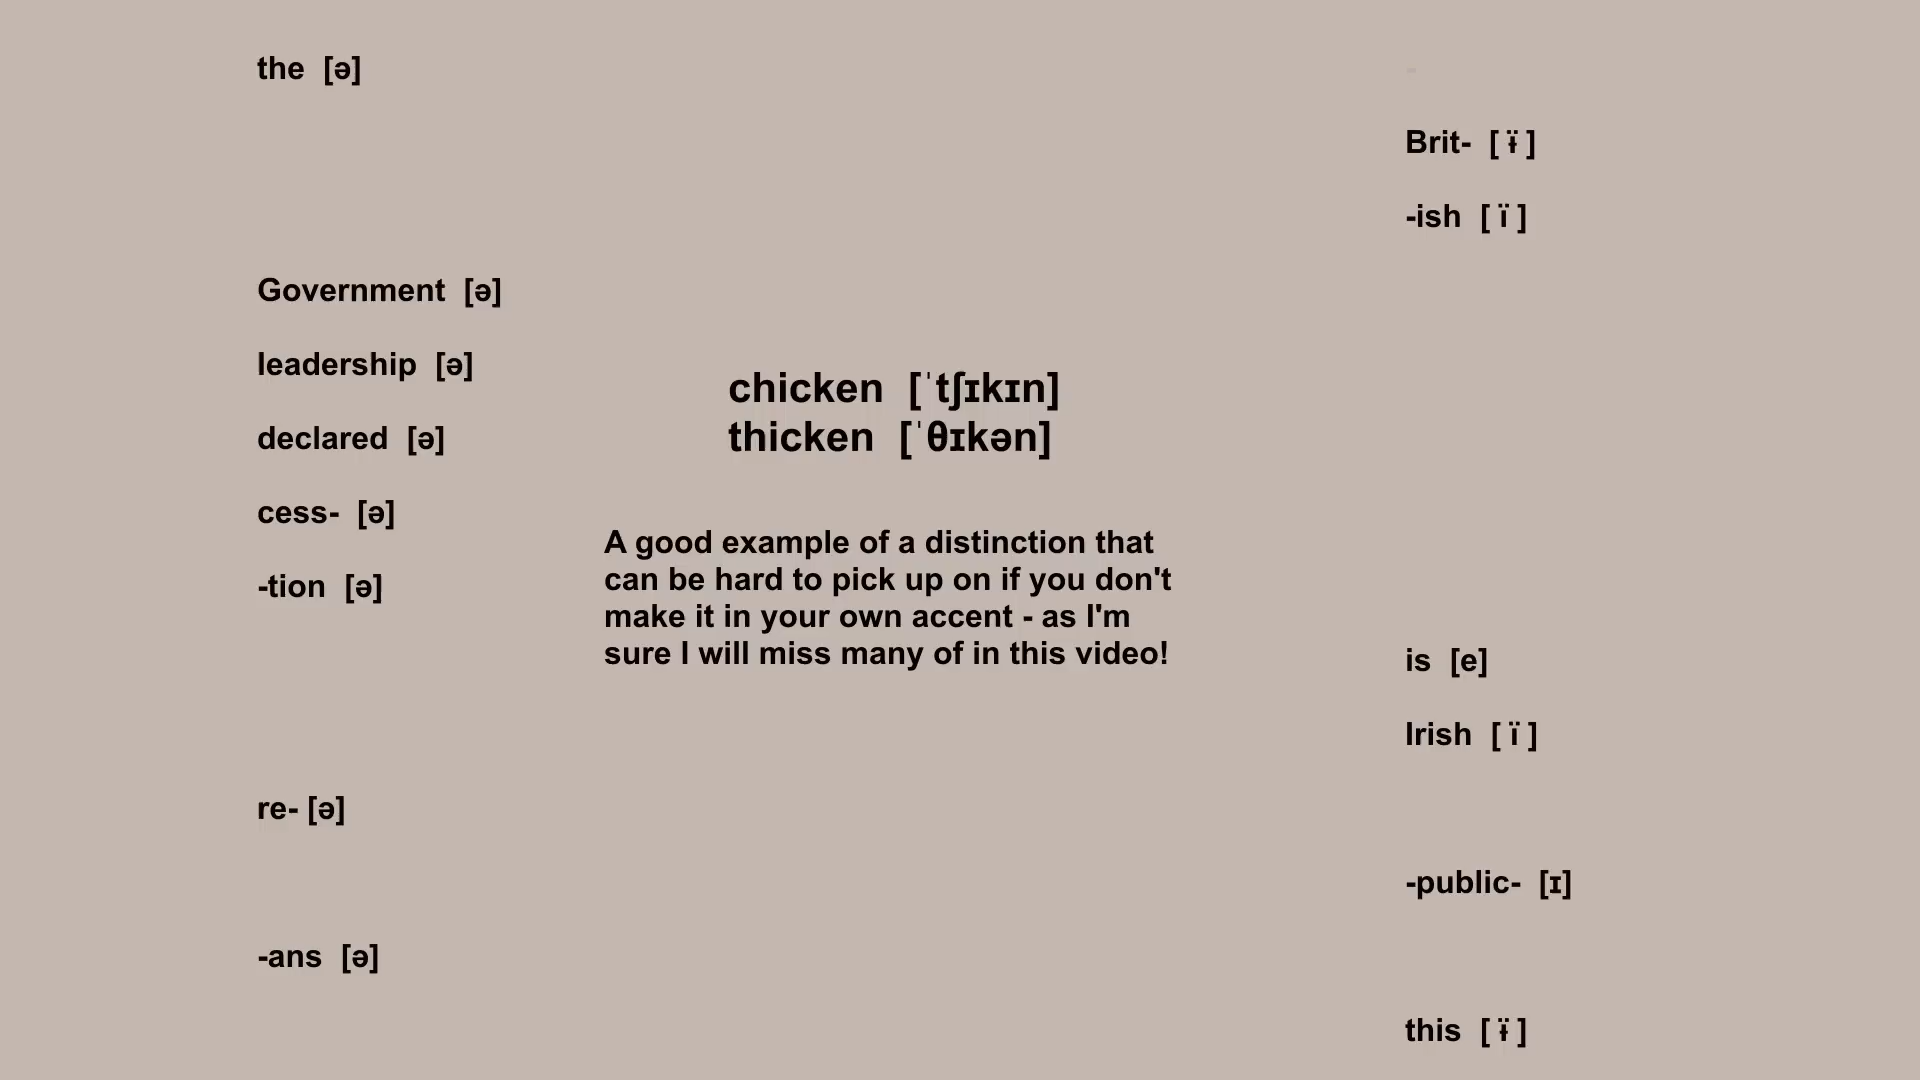 the [ə]
Brit- [ ɨ̈ ]
-ish [ ï ]
Government [ə]
leadership [ə]
declared [ə]
cess- [ə]
-tion [ə]
re- [ə]
-ans [ə]
chicken [ˈtʃɪkɪn]
thicken [ˈθɪkən]
A good example of a distinction that
can be hard to pick up on if you don't
make it in your own accent - as I'm
sure I will miss many of in this video!
is [e]
Irish [ ï ]
-public- [ɪ]
this [ ɨ̈ ]